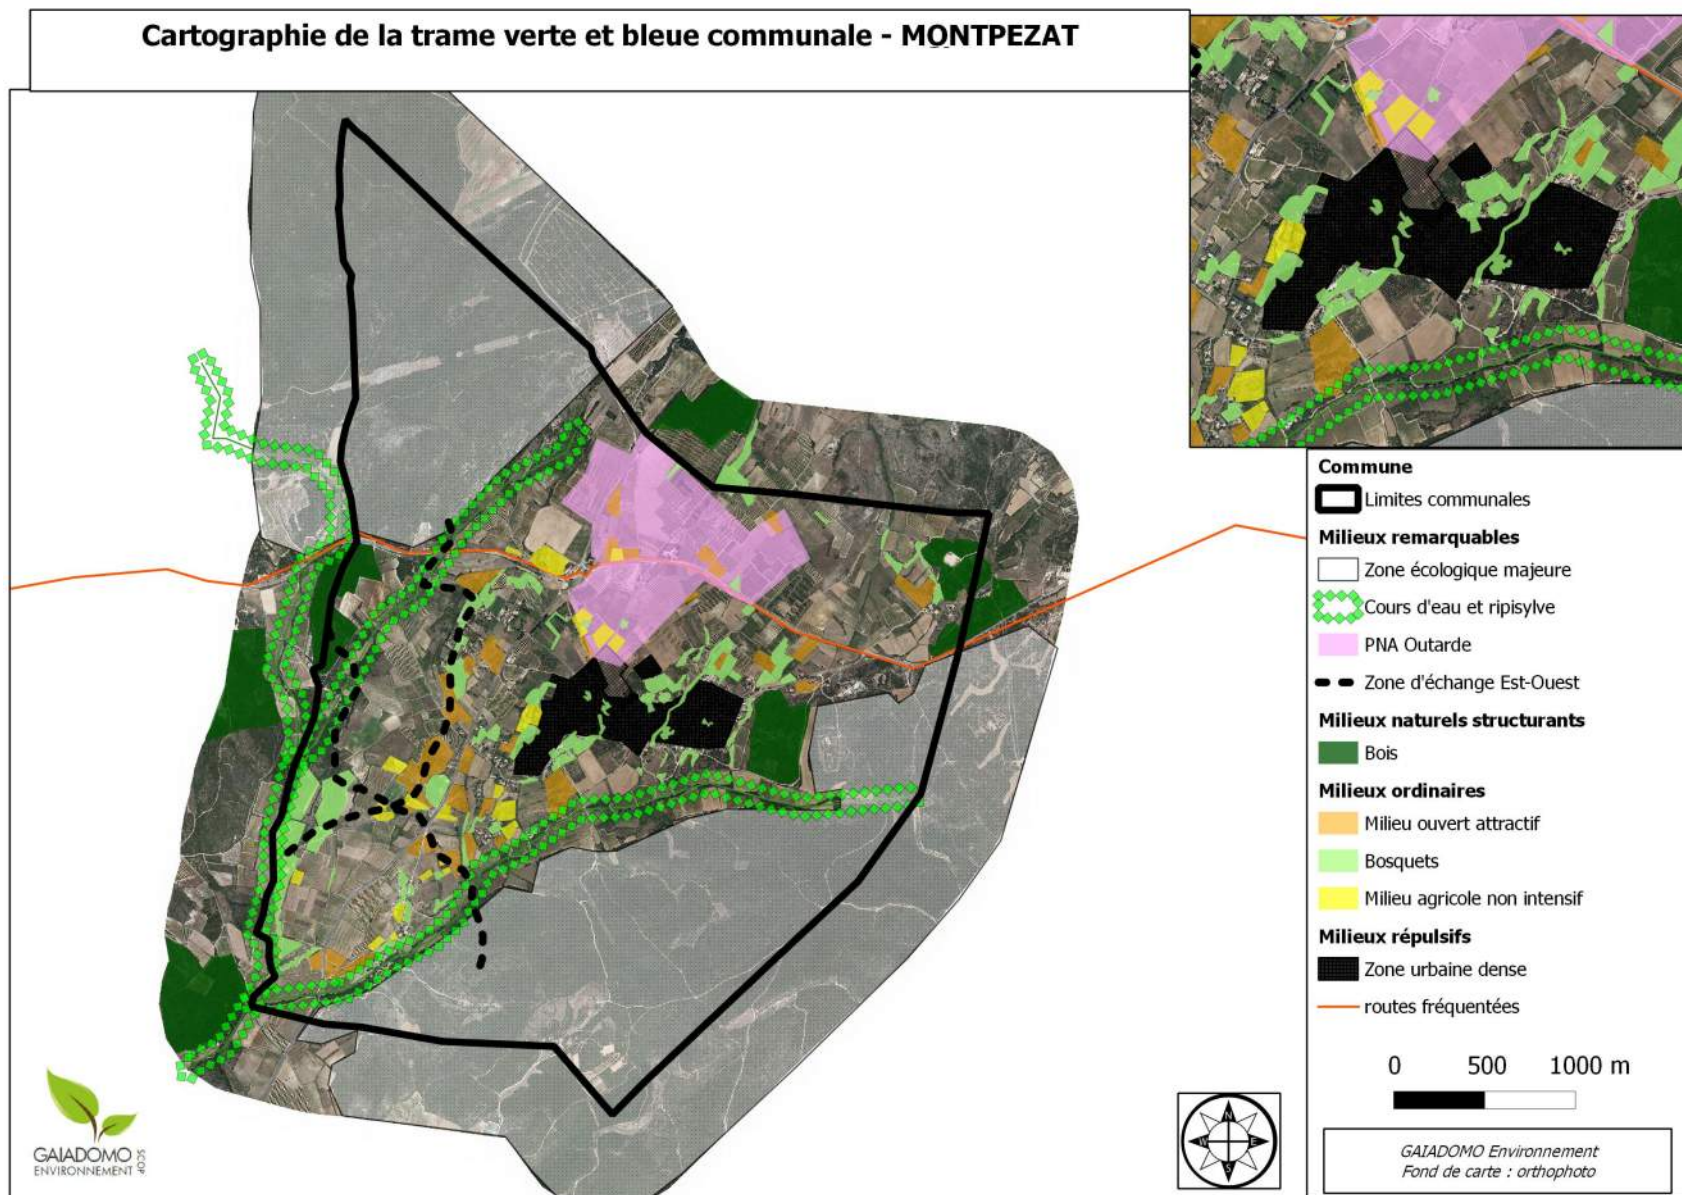 Cartographie de la trame verte et bleue communale - MONTPEZAT
Commune
Limites communales
Milieux remarquables
Zone écologique majeure
Cours d'eau et ripisylve
PNA Outarde
Zone d'échange Est-Ouest
Milieux naturels structurants
Bois
Milieux ordinaires
Milieu ouvert attractif
Bosquets
Milieu agricole non intensif
Milieux répulsifs
Zone urbaine dense
routes fréquentées
0 500 1000 m
N
W E
S
GAIADOMO Environnement
Fond de carte : orthophoto
GAIADOMO
ENVIRONNEMENT
SCOP